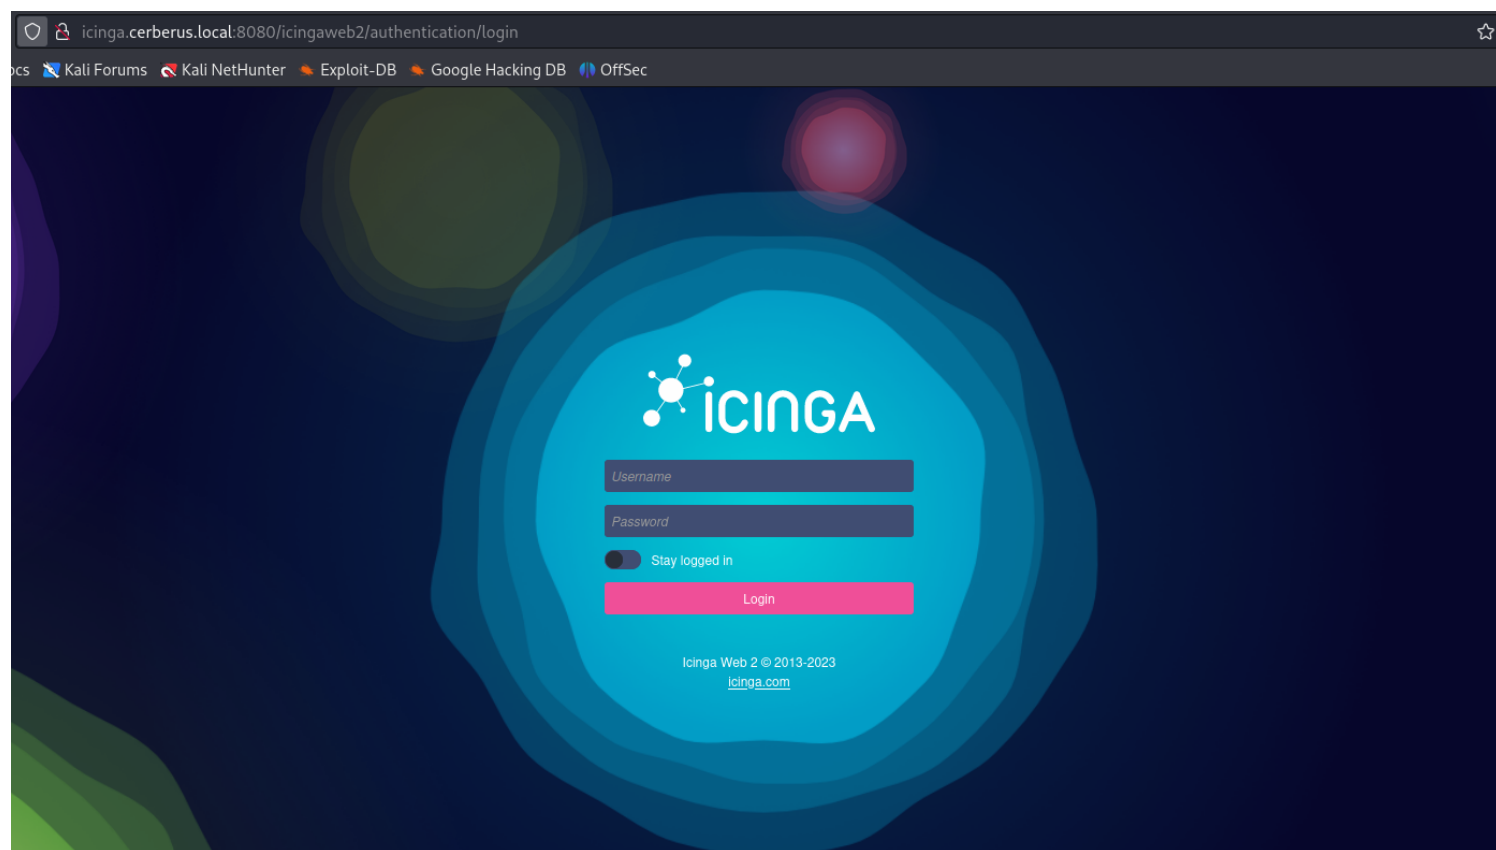 icinga.cerberus.local:8080/icingaweb2/authentication/login
ocs Kali Forums Kali NetHunter Exploit-DB Google Hacking DB OffSec
ICINGA
Username
Password
Stay logged in
Login
Icinga Web 2 © 2013-2023
icinga.com